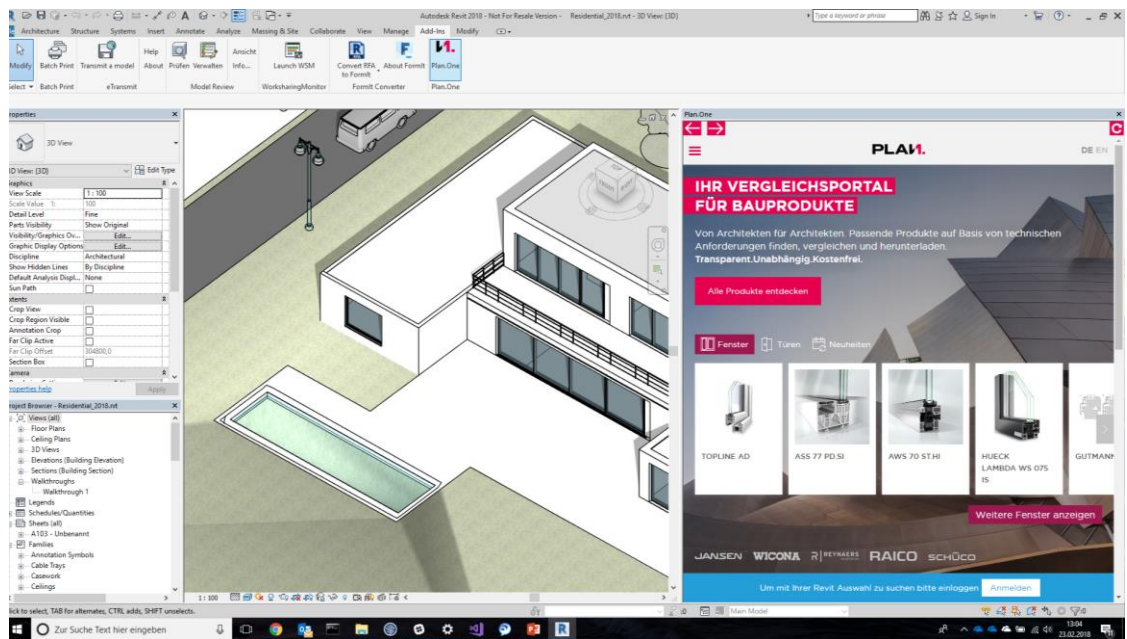 Autodesk Revit 2018 - Not For Resale Version - Residential_2018.rvt - 3D View: {3D}
Type a keyword or phrase
Sign In
Architecture Structure Systems Insert Annotate Analyze Massing & Site Collaborate View Manage Add-Ins Modify
Modify Batch Print Transmit a model Help About Prüfen Verwalten Ansicht Info... Launch WSM Convert RFA to FormIt About FormIt Plan.One
Select Batch Print eTransmit Model Review WorksharingMonitor FormIt Converter Plan.One
Properties
3D View
3D View: {3D} Edit Type
Graphics
View Scale 1 : 100
Scale Value 1: 100
Detail Level Fine
Parts Visibility Show Original
Visibility/Graphics Ov... Edit...
Graphic Display Options Edit...
Discipline Architectural
Show Hidden Lines By Discipline
Default Analysis Displ... None
Sun Path
Extents
Crop View
Crop Region Visible
Annotation Crop
Far Clip Active
Far Clip Offset 304800,0
Section Box
Camera
Properties help Apply
Project Browser - Residential_2018.rvt
Views (all)
Floor Plans
Ceiling Plans
3D Views
Elevations (Building Elevation)
Sections (Building Section)
Walkthroughs
Walkthrough 1
Legends
Schedules/Quantities
Sheets (all)
A103 - Unbenannt
Families
Annotation Symbols
Cable Trays
Casework
Ceilings
1 : 100
Plan.One
PLAN1.
DE EN
IHR VERGLEICHSPORTAL
FÜR BAUPRODUKTE
Von Architekten für Architekten. Passende Produkte auf Basis von technischen
Anforderungen finden, vergleichen und herunterladen.
Transparent.Unabhängig.Kostenfrei.
Alle Produkte entdecken
Fenster Türen Neuheiten
TOPLINE AD
ASS 77 PD.SI
AWS 70 ST.HI
HUECK
LAMBDA WS 075
IS
GUTMANN
Weitere Fenster anzeigen
JANSEN WICONA REYNAERS RAICO SCHÜCO
Um mit Ihrer Revit Auswahl zu suchen bitte einloggen Anmelden
Click to select, TAB for alternates, CTRL adds, SHIFT unselects.
:0 Main Model
:0
Zur Suche Text hier eingeben
13:04
23.02.2018